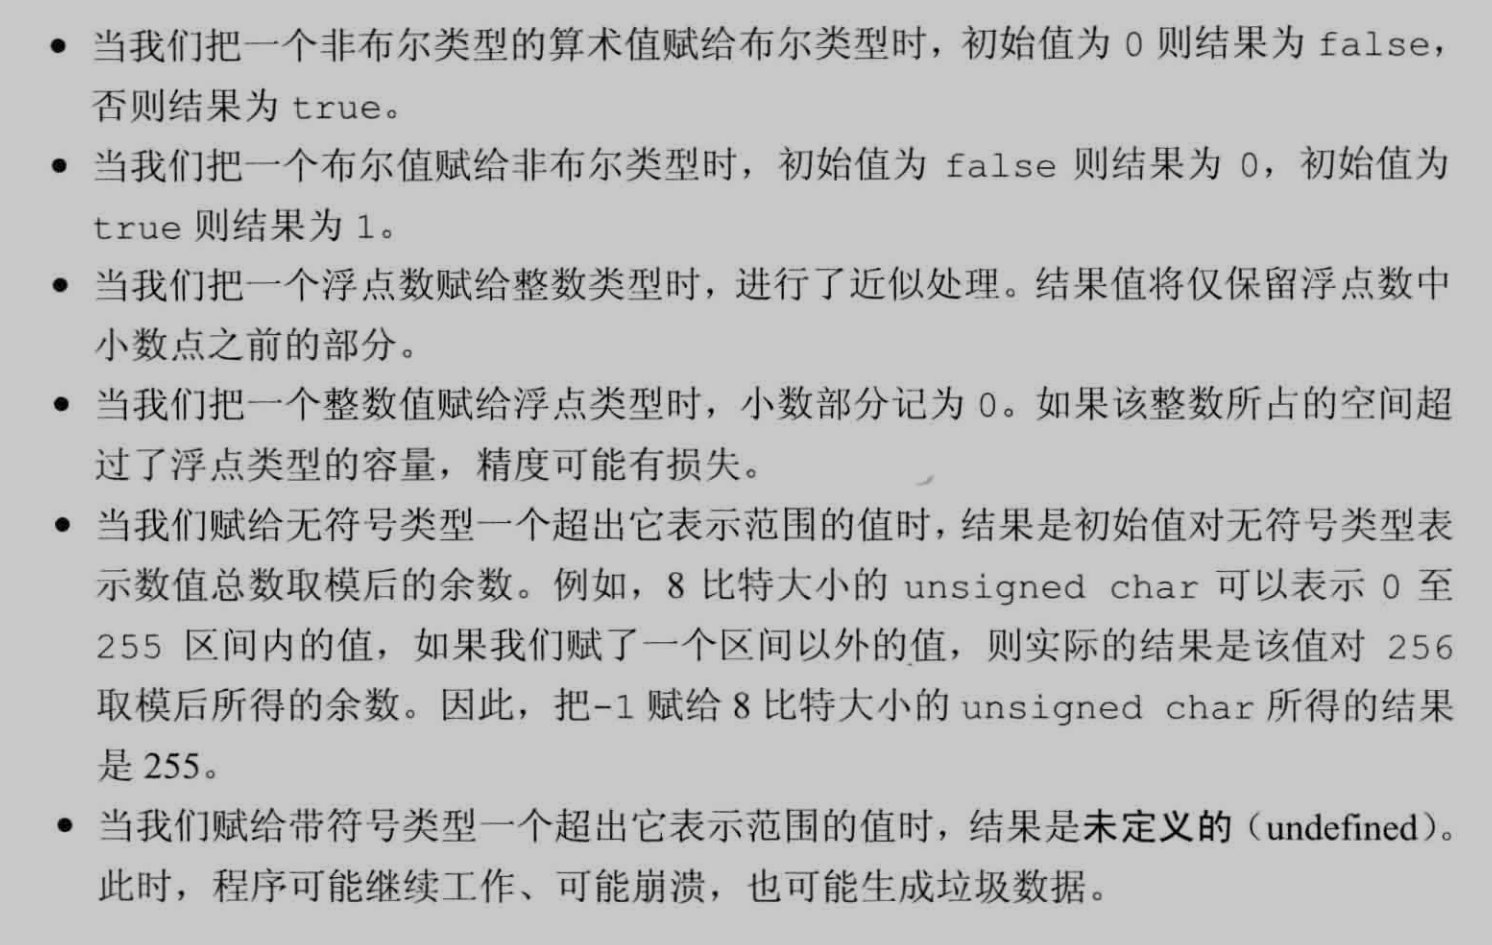 • 当我们把一个非布尔类型的算术值赋给布尔类型时，初始值为 0 则结果为 false，
否则结果为 true。
• 当我们把一个布尔值赋给非布尔类型时，初始值为 false 则结果为 0，初始值为
true 则结果为 1。
• 当我们把一个浮点数赋给整数类型时，进行了近似处理。结果值将仅保留浮点数中
小数点之前的部分。
• 当我们把一个整数值赋给浮点类型时，小数部分记为 0。如果该整数所占的空间超
过了浮点类型的容量，精度可能有损失。
• 当我们赋给无符号类型一个超出它表示范围的值时，结果是初始值对无符号类型表
示数值总数取模后的余数。例如，8 比特大小的 unsigned char 可以表示 0 至
255 区间内的值，如果我们赋了一个区间以外的值，则实际的结果是该值对 256
取模后所得的余数。因此，把-1 赋给 8 比特大小的 unsigned char 所得的结果
是 255。
• 当我们赋给带符号类型一个超出它表示范围的值时，结果是未定义的（undefined）。
此时，程序可能继续工作、可能崩溃，也可能生成垃圾数据。